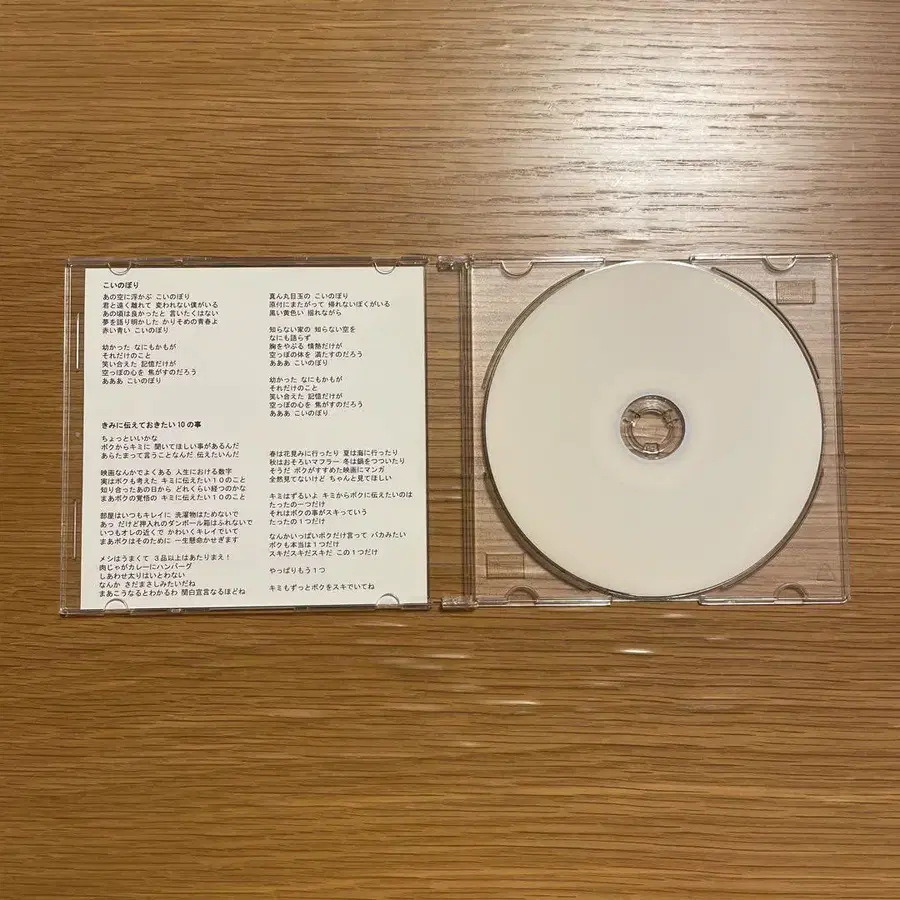 こいのぼり
あの空に浮かぶ こいのぼり
君と遠く離れて 変われない僕がいる
あの頃は良かったと 言いたくはない
夢を語り明かした かりそめの青春よ
赤い青い こいのぼり
幼かった なにもかもが
それだけのこと
笑い合えた 記憶だけが
空っぽの心を 焦がすのだろう
あああ こいのぼり
真ん丸目玉の こいのぼり
原付にまたがって 帰れないぼくがいる
黒い黄色い 揺れながら
知らない家の 知らない空を
なにも語らず
胸をやぶる 情熱だけが
空っぽの体を 満たすのだろう
あああ こいのぼり
幼かった なにもかもが
それだけのこと
笑い合えた 記憶だけが
空っぽの心を 焦がすのだろう
あああ こいのぼり
きみに伝えておきたい10の事
ちょっといいかな
ボクからキミに 聞いてほしい事があるんだ
あらたまって言うことなんだ 伝えたいんだ
映画なんかでよくある 人生における数字
実はボクも考えた キミに伝えたい10のこと
知り合ったあの日から どれくらい経つのかな
まあボクの覚悟の キミに伝えたい10のこと
部屋はいつもキレイに 洗濯物はためないで
あっ だけど押入れのダンボール箱はふれないで
いつもオレの近くで かわいくキレイでいて
まあボクはそのために 一生懸命かせぎます
メシはうまくて 3品以上はあたりまえ！
肉じゃがカレーにハンバーグ
しあわせ太りはいとわない
なんか さだまさしみたいだね
まあこうなるとわかるわ 関白宣言なるほどね
春は花見みに行ったり 夏は海に行ったり
秋はおそろいマフラー 冬は鍋をつついたり
そうだ ボクがすすめた映画にマンガ
全然見てないけど ちゃんと見てほしい
キミはずるいよ キミからボクに伝えたいのは
たったの一つだけ
それはボクの事がスキっていう
たったの1つだけ
なんかいっぱいボクだけ言って バカみたい
ボクも本当は1つだけ
スキだスキだスキだ この1つだけ
やっぱりもう1つ
キミもずっとボクをスキでいてね